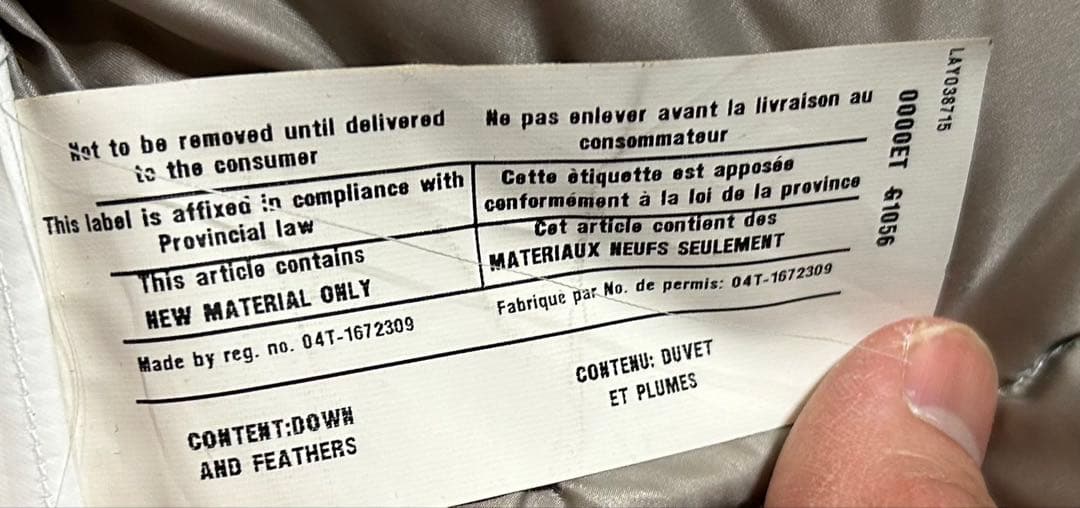 Not to be removed until delivered
to the consumer
This label is affixed in compliance with
Provincial law
This article contains
NEW MATERIAL ONLY
Made by reg. no. 04T-1672309
CONTENT:DOWN
AND FEATHERS
Ne pas enlever avant la livraison au
consommateur
Cette ètiquette est apposée
conformément à la loi de la province
Cet article contient des
MATERIAUX NEUFS SEULEMENT
Fabrique par No. de permis: 04T-1672309
CONTENU: DUVET
ET PLUMES
0000ET G1056
LAY038715